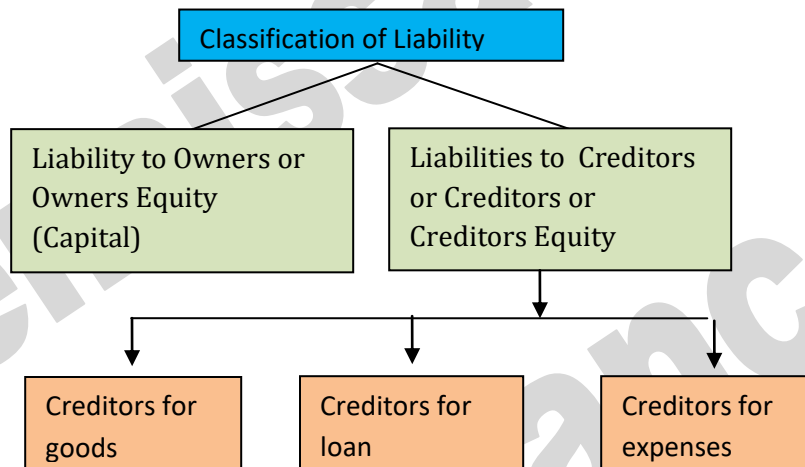 Classification of Liability
Liability to Owners or
Owners Equity
(Capital)
Liabilities to  Creditors
or Creditors or
Creditors Equity
Creditors for
goods
Creditors for
loan
Creditors for
expenses